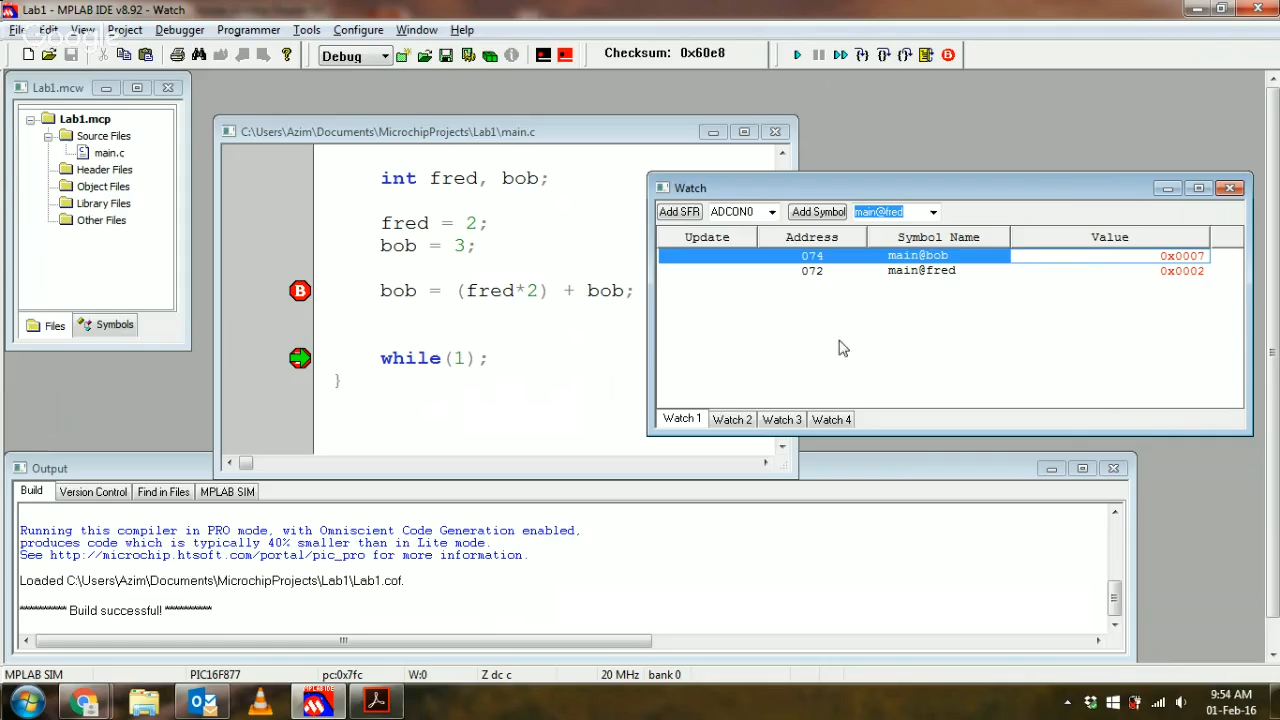 Lab1 - MPLAB IDE v8.92 - Watch
File Edit View Project Debugger Programmer Tools Configure Window Help
Google
Debug
Checksum: 0x60e8
Lab1.mcw
Lab1.mcp
Source Files
main.c
Header Files
Object Files
Library Files
Other Files
Files
Symbols
C:\Users\Azim\Documents\MicrochipProjects\Lab1\main.c
int fred, bob;
fred = 2;
bob = 3;
B bob = (fred*2) + bob;
while(1);
}
Watch
Add SFR ADCON0 Add Symbol main@fred
Update Address Symbol Name Value
074 main@bob 0x0007
072 main@fred 0x0002
Watch 1 Watch 2 Watch 3 Watch 4
Output
Build Version Control Find in Files MPLAB SIM
Running this compiler in PRO mode, with Omniscient Code Generation enabled,
produces code which is typically 40% smaller than in Lite mode.
See http://microchip.htsoft.com/portal/pic_pro for more information.
Loaded C:\Users\Azim\Documents\MicrochipProjects\Lab1\Lab1.cof.
********** Build successful! **********
MPLAB SIM PIC16F877 pc:0x7fc W:0 Z dc c 20 MHz bank 0
9:54 AM
01-Feb-16